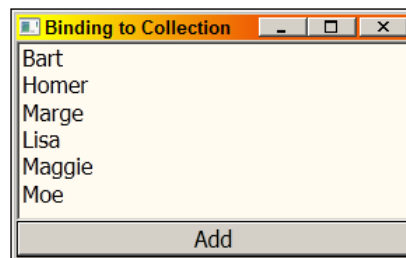 Binding to Collection
Bart
Homer
Marge
Lisa
Maggie
Moe
Add